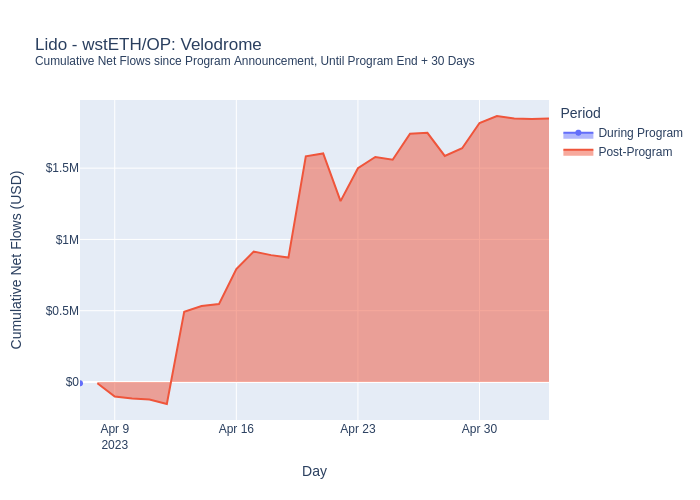 Lido - wstETH/OP: Velodrome
Cumulative Net Flows since Program Announcement, Until Program End + 30 Days
Period
During Program
Post-Program
Cumulative Net Flows (USD)
$1.5M
$1M
$0.5M
$0
Apr 9
2023
Apr 16
Apr 23
Apr 30
Day